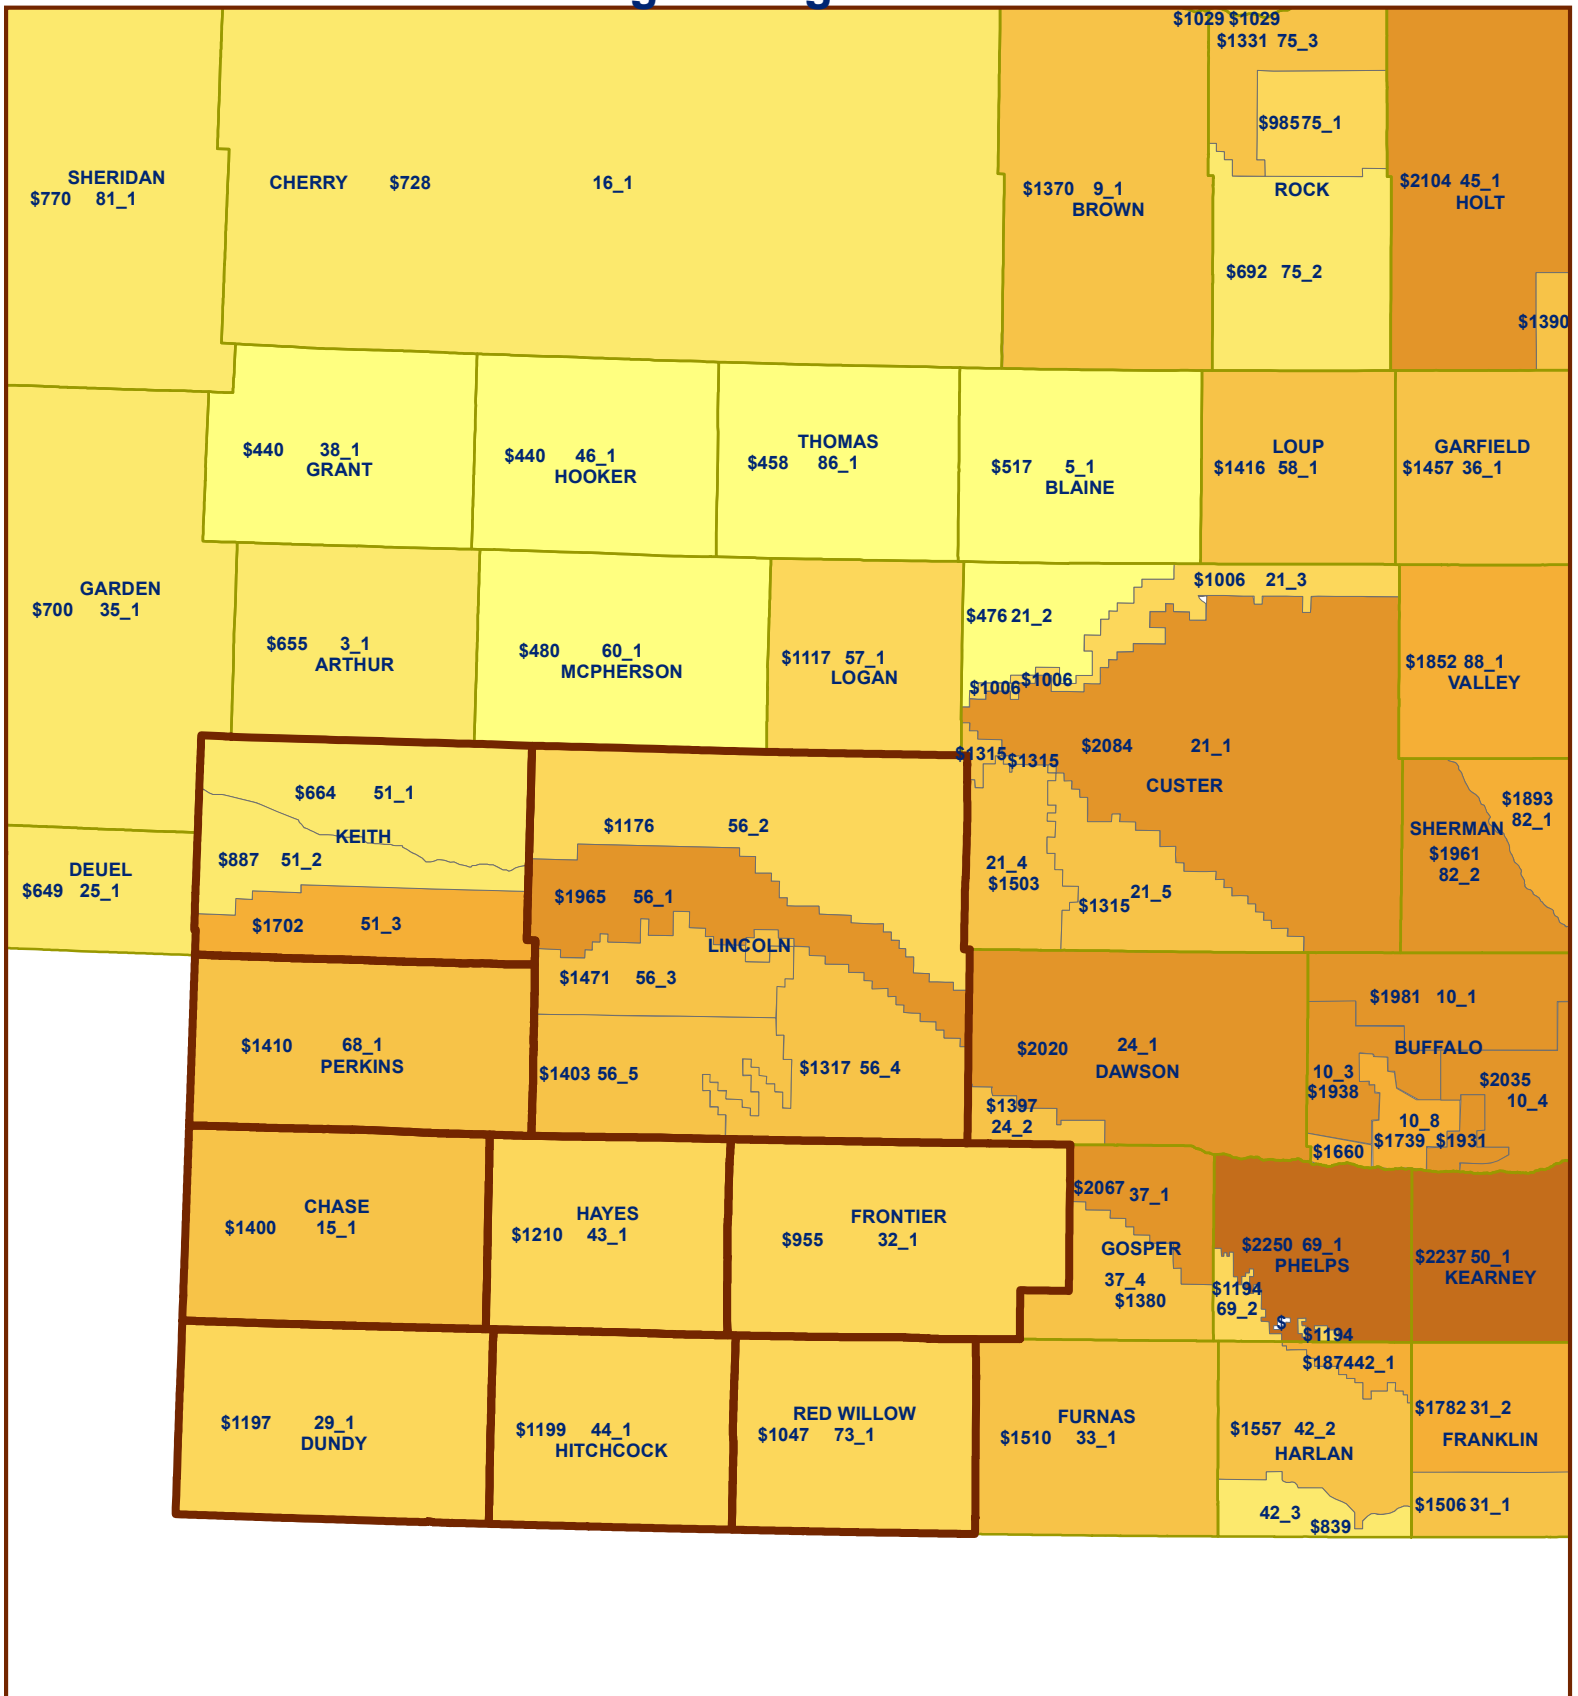 $1029 $1029
$1331 75_3
$98575_1
SHERIDAN
$770 81_1
CHERRY $728 16_1
$1370 9_1
BROWN
ROCK
$2104 45_1
HOLT
$692 75_2
$1390
$440 38_1
GRANT
$440 46_1
HOOKER
THOMAS
$458 86_1
$517 5_1
BLAINE
LOUP
$1416 58_1
GARFIELD
$1457 36_1
GARDEN
$700 35_1
$655 3_1
ARTHUR
$480 60_1
MCPHERSON
$1117 57_1
LOGAN
$476 21_2
$1006 21_3
$1006
$1006
$1852 88_1
VALLEY
$1315
$1315
$2084 21_1
CUSTER
$664 51_1
KEITH
$887 51_2
$1702 51_3
$1176 56_2
$1965 56_1
LINCOLN
$1471 56_3
$1403 56_5
$1317 56_4
21_4
$1503
$1315 21_5
$1893
82_1
SHERMAN
$1961
82_2
DEUEL
$649 25_1
$1410 68_1
PERKINS
$2020 24_1
DAWSON
$1397
24_2
$1981 10_1
BUFFALO
10_3
$1938
$2035
10_4
10_8
$1739 $1931
$1660
CHASE
$1400 15_1
HAYES
$1210 43_1
FRONTIER
$955 32_1
$2067 37_1
GOSPER
37_4
$1380
$2250 69_1
PHELPS
$1194
69_2
$
$1194
$2237 50_1
KEARNEY
$1197 29_1
DUNDY
$1199 44_1
HITCHCOCK
RED WILLOW
$1047 73_1
FURNAS
$1510 33_1
$187442_1
$1557 42_2
HARLAN
42_3
$839
$1782 31_2
FRANKLIN
$1506 31_1